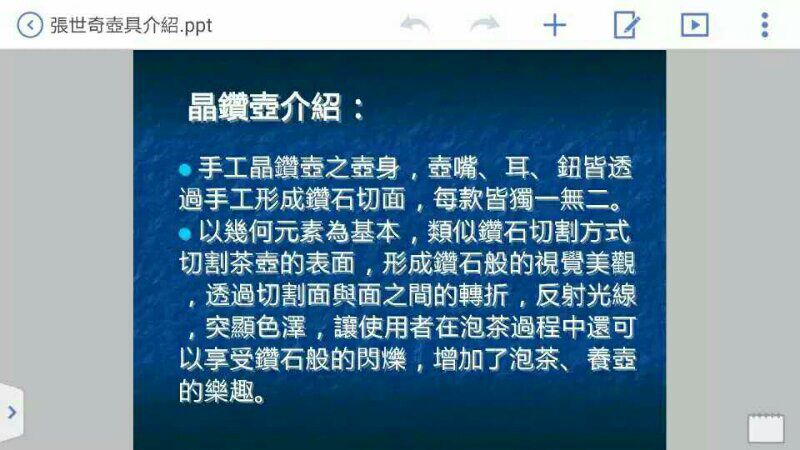 張世奇壺具介紹.ppt
晶鑽壺介紹：
手工晶鑽壺之壺身，壺嘴、耳、鈕皆透
過手工形成鑽石切面，每款皆獨一無二。
以幾何元素為基本，類似鑽石切割方式
切割茶壺的表面，形成鑽石般的視覺美觀
，透過切割面與面之間的轉折，反射光線
，突顯色澤，讓使用者在泡茶過程中還可
以享受鑽石般的閃爍，增加了泡茶、養壺
的樂趣。